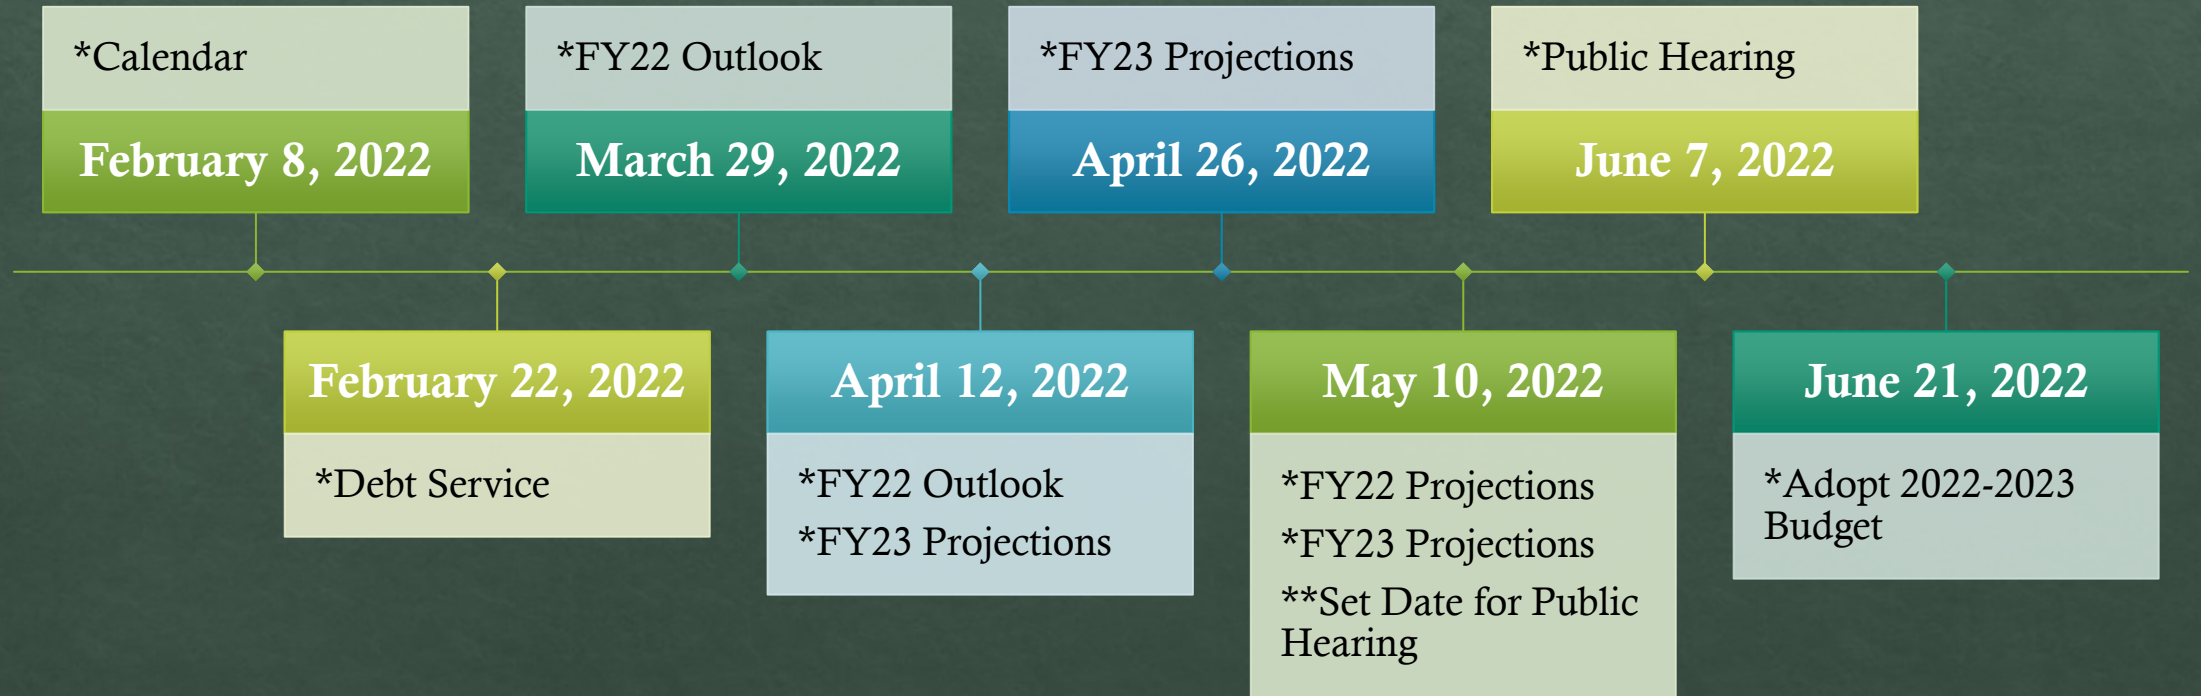 *Calendar
February 8, 2022
*FY22 Outlook
March 29, 2022
*FY23 Projections
April 26, 2022
*Public Hearing
June 7, 2022
February 22, 2022
*Debt Service
April 12, 2022
*FY22 Outlook
*FY23 Projections
May 10, 2022
*FY22 Projections
*FY23 Projections
**Set Date for Public
Hearing
June 21, 2022
*Adopt 2022-2023
Budget